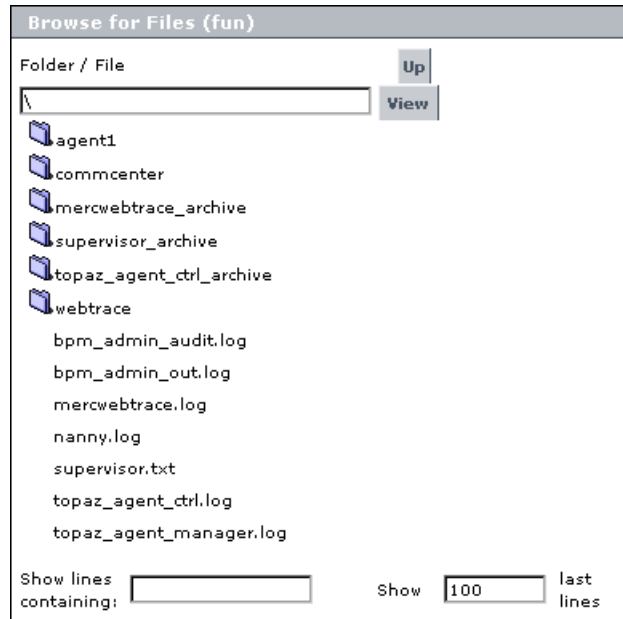 Browse for Files (fun)
Folder / File
Up
\
View
agent1
commcenter
mercwebtrace_archive
supervisor_archive
topaz_agent_ctrl_archive
webtrace
bpm_admin_audit.log
bpm_admin_out.log
mercwebtrace.log
nanny.log
supervisor.txt
topaz_agent_ctrl.log
topaz_agent_manager.log
Show lines
containing:
Show
100
last
lines